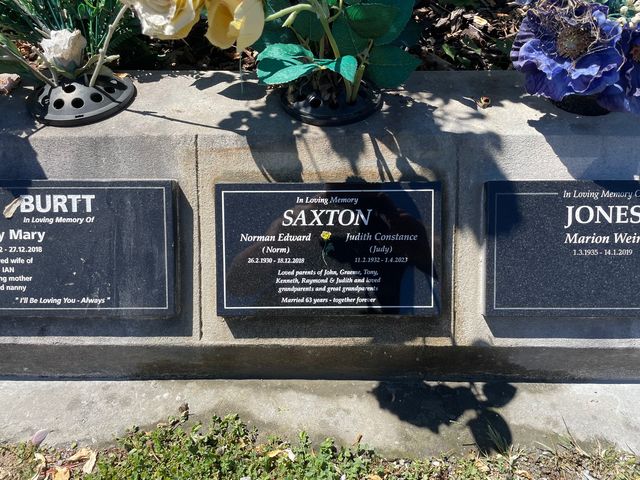 BURTT
In Loving Memory Of
y Mary
2 - 27.12.2018
ed wife of
IAN
ng mother
d nanny
" I'll Be Loving You - Always "
In Loving Memory
SAXTON
Norman Edward
(Norm)
26.2.1930 - 18.12.2018
Judith Constance
(Judy)
11.2.1932 - 1.4.2023
Loved parents of John, Graeme, Tony,
Kenneth, Raymond & Judith and loved
grandparents and great grandparents
Married 63 years - together forever
In Loving Memory
JONES
Marion Wein
1.3.1935 - 14.1.2019